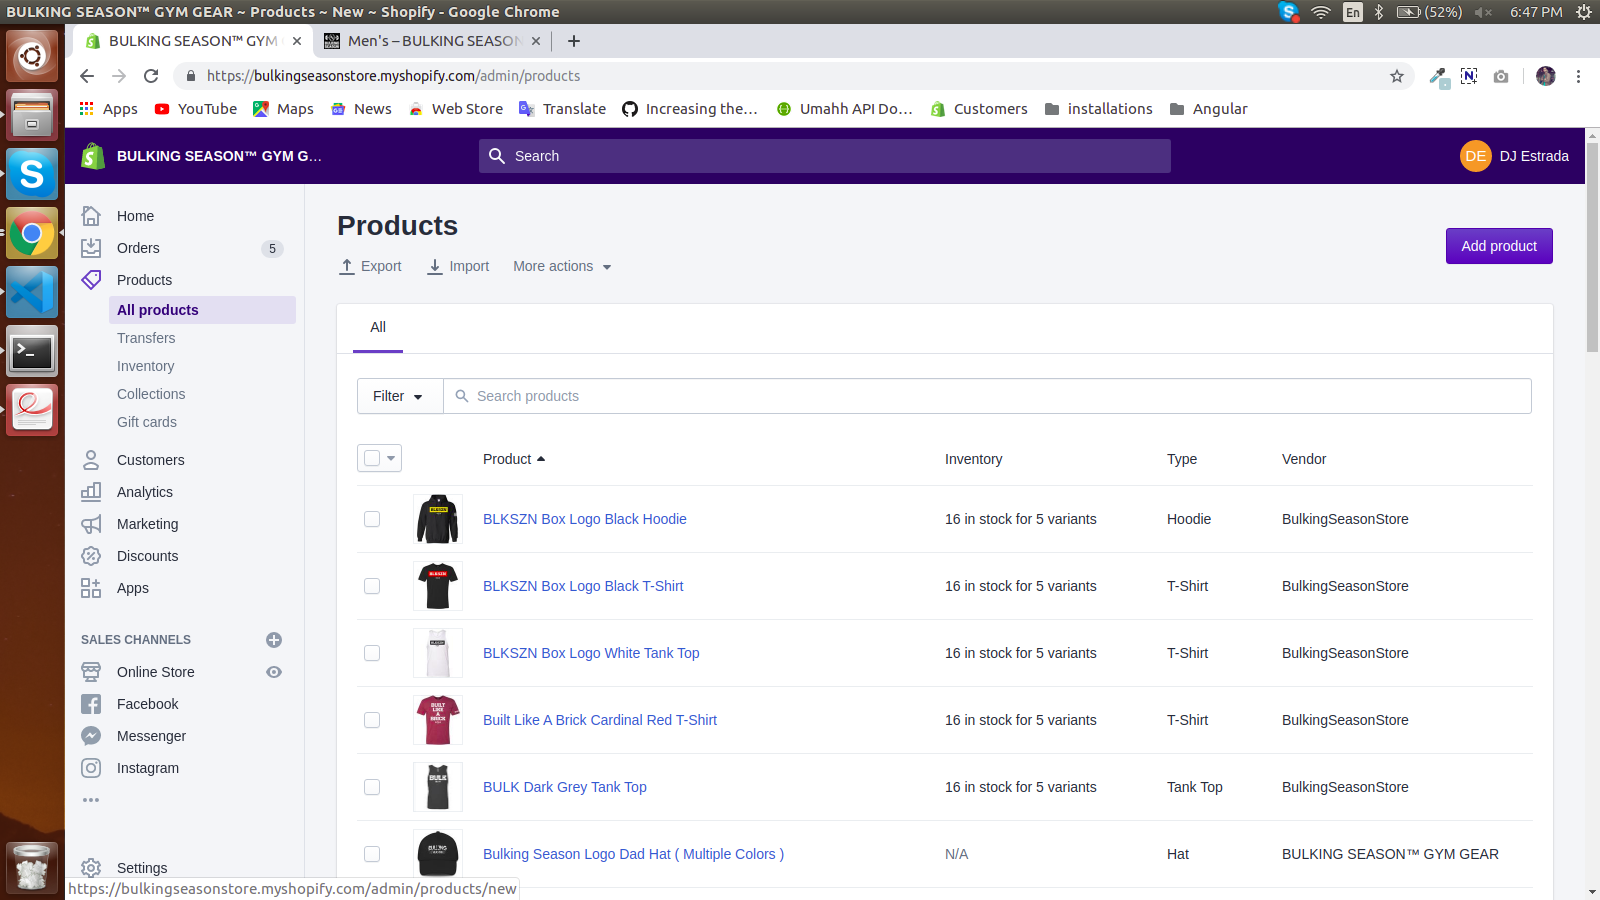 BULKING SEASON™ GYM GEAR ~ Products ~ New ~ Shopify - Google Chrome
En
(52%)
6:47 PM
BULKING SEASON™ GYM
Men's – BULKING SEASON
https://bulkingseasonstore.myshopify.com/admin/products
Apps
YouTube
Maps
News
Web Store
Translate
Increasing the…
Umahh API Do…
Customers
installations
Angular
BULKING SEASON™ GYM G…
Search
DE
DJ Estrada
Home
Orders
5
Products
All products
Transfers
Inventory
Collections
Gift cards
Customers
Analytics
Marketing
Discounts
Apps
SALES CHANNELS
Online Store
Facebook
Messenger
Instagram
Settings
Products
Export
Import
More actions
Add product
All
Filter
Search products
Product
Inventory
Type
Vendor
BLKSZN Box Logo Black Hoodie
16 in stock for 5 variants
Hoodie
BulkingSeasonStore
BLKSZN Box Logo Black T-Shirt
16 in stock for 5 variants
T-Shirt
BulkingSeasonStore
BLKSZN Box Logo White Tank Top
16 in stock for 5 variants
T-Shirt
BulkingSeasonStore
BUILT
LIKE
A
BRICK
Built Like A Brick Cardinal Red T-Shirt
16 in stock for 5 variants
T-Shirt
BulkingSeasonStore
BULK
BULK Dark Grey Tank Top
16 in stock for 5 variants
Tank Top
BulkingSeasonStore
Bulking Season Logo Dad Hat ( Multiple Colors )
N/A
Hat
BULKING SEASON™ GYM GEAR
https://bulkingseasonstore.myshopify.com/admin/products/new